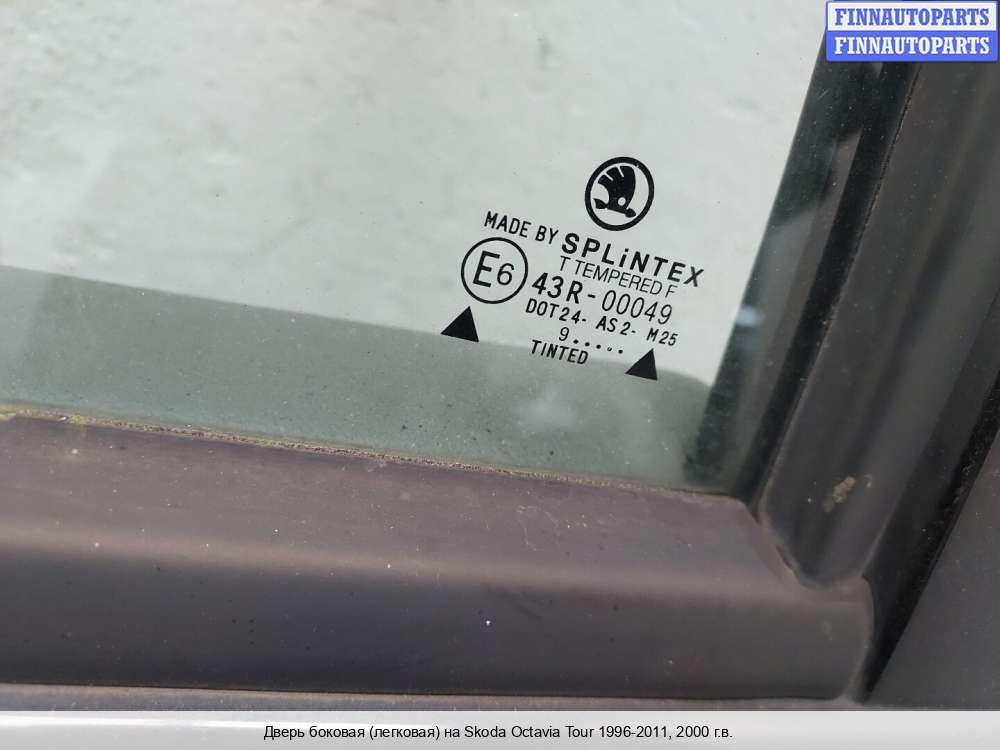 FINNAUTOPARTS
FINNAUTOPARTS
MADE BY SPLiNTEX
T TEMPERED F
E6 43R-00049
DOT24- AS2- M25
9.....
TINTED
Дверь боковая (легковая) на Skoda Octavia Tour 1996-2011, 2000 г.в.